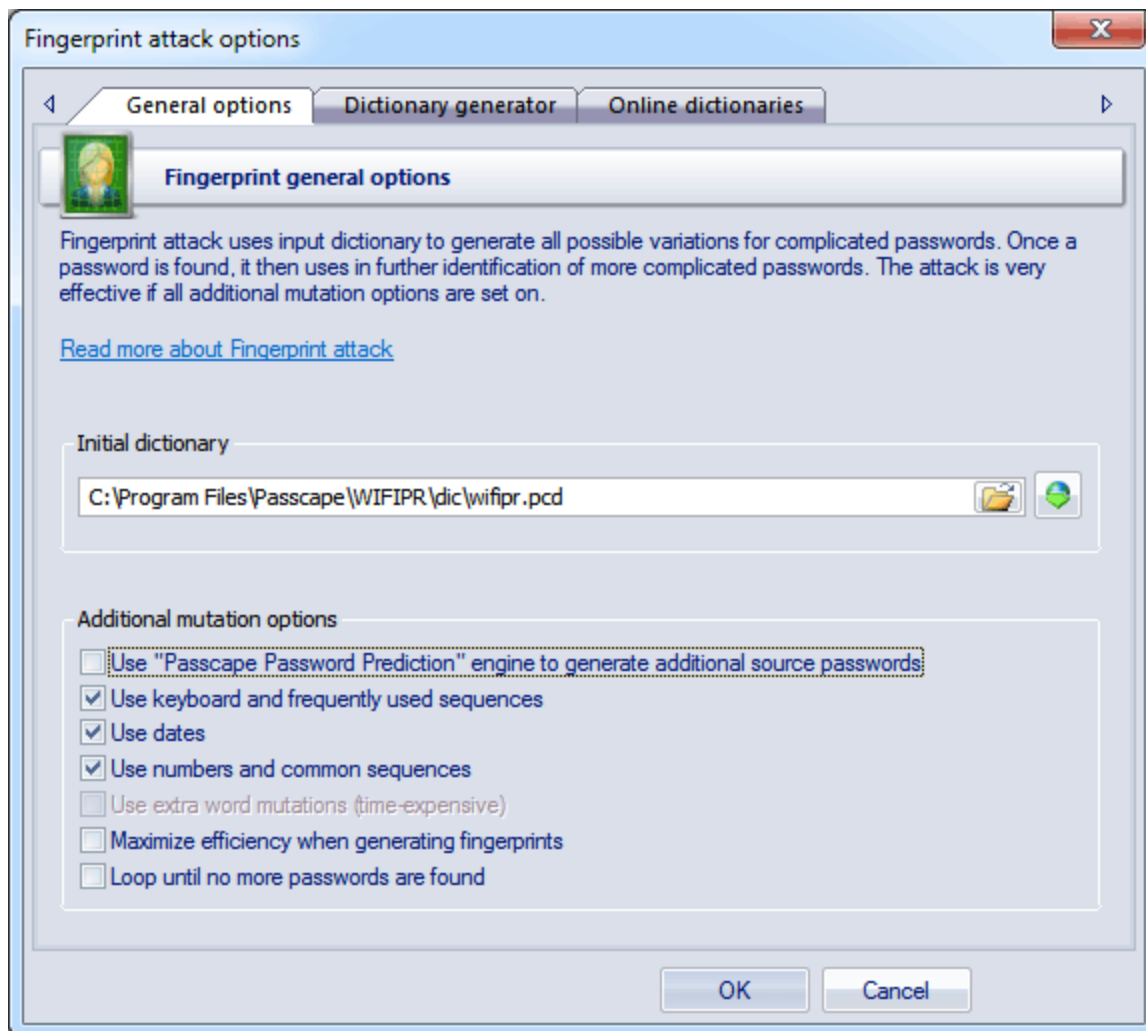 Fingerprint attack options
General options
Dictionary generator
Online dictionaries
Fingerprint general options
Fingerprint attack uses input dictionary to generate all possible variations for complicated passwords. Once a
password is found, it then uses in further identification of more complicated passwords. The attack is very
effective if all additional mutation options are set on.
Read more about Fingerprint attack
Initial dictionary
C:\Program Files\Passcape\WIFIPR\dic\wifipr.pcd
Additional mutation options
Use "Passcape Password Prediction" engine to generate additional source passwords
Use keyboard and frequently used sequences
Use dates
Use numbers and common sequences
Use extra word mutations (time-expensive)
Maximize efficiency when generating fingerprints
Loop until no more passwords are found
OK
Cancel